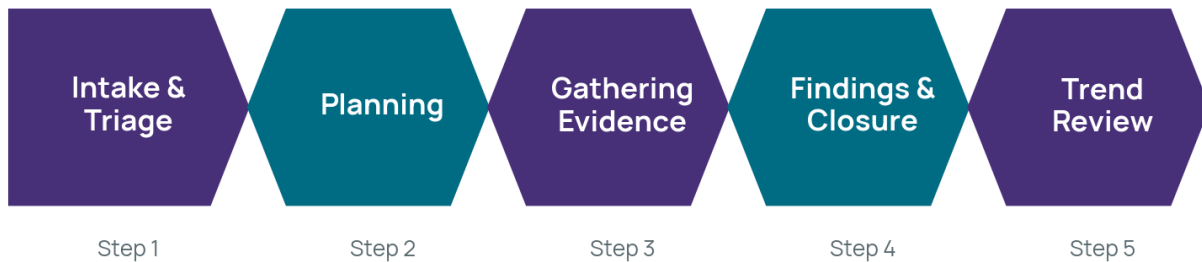 Intake &
Triage
Planning
Gathering
Evidence
Findings &
Closure
Trend
Review
Step 1
Step 2
Step 3
Step 4
Step 5